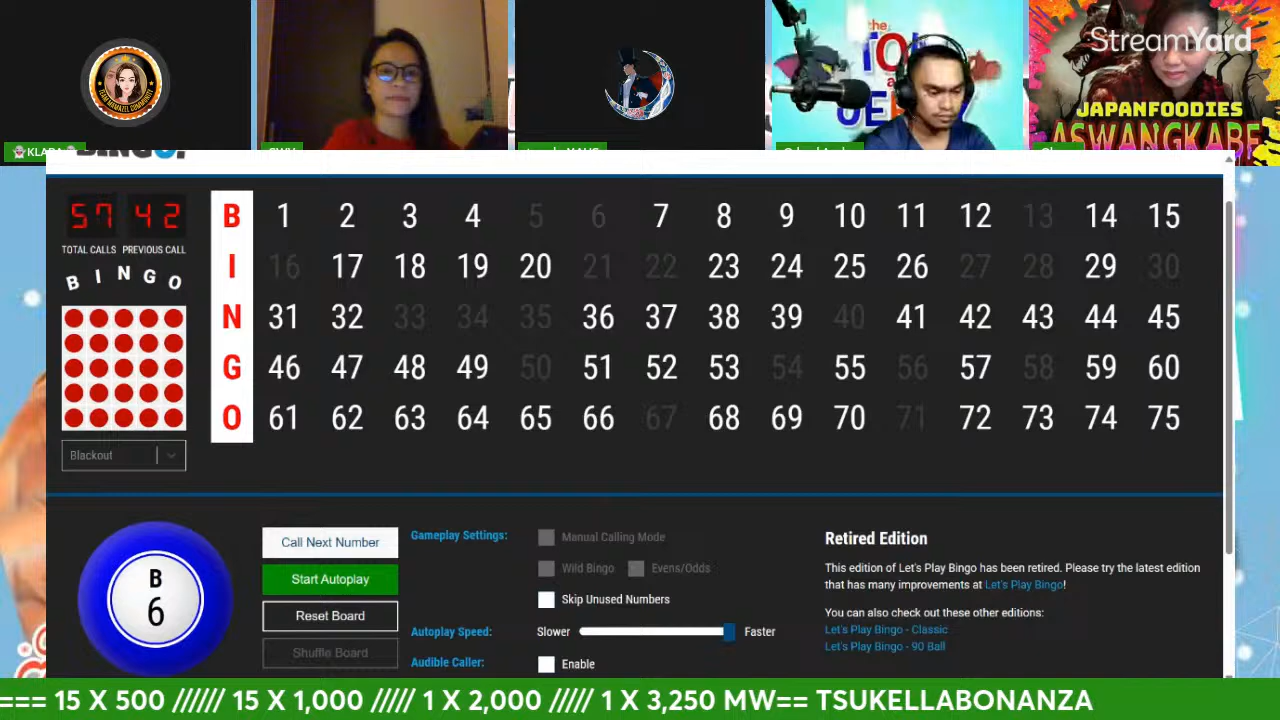 StreamYard
the
TOM
JERRY
TEAM MAMAZEL COMMUNITY
JAPANFOODIES
ASWANGKABE
BINGO!
57 42
TOTAL CALLS PREVIOUS CALL
B I N G O
Blackout
B 1 2 3 4 5 6 7 8 9 10 11 12 13 14 15
I 16 17 18 19 20 21 22 23 24 25 26 27 28 29 30
N 31 32 33 34 35 36 37 38 39 40 41 42 43 44 45
G 46 47 48 49 50 51 52 53 54 55 56 57 58 59 60
O 61 62 63 64 65 66 67 68 69 70 71 72 73 74 75
B
6
Call Next Number
Start Autoplay
Reset Board
Shuffle Board
Gameplay Settings:
Manual Calling Mode
Wild Bingo Evens/Odds
Skip Unused Numbers
Autoplay Speed: Slower Faster
Audible Caller: Enable
Retired Edition
This edition of Let's Play Bingo has been retired. Please try the latest edition
that has many improvements at Let's Play Bingo!
You can also check out these other editions:
Let's Play Bingo - Classic
Let's Play Bingo - 90 Ball
=== 15 X 500 ////// 15 X 1,000 ///// 1 X 2,000 ///// 1 X 3,250 MW== TSUKELLABONANZA